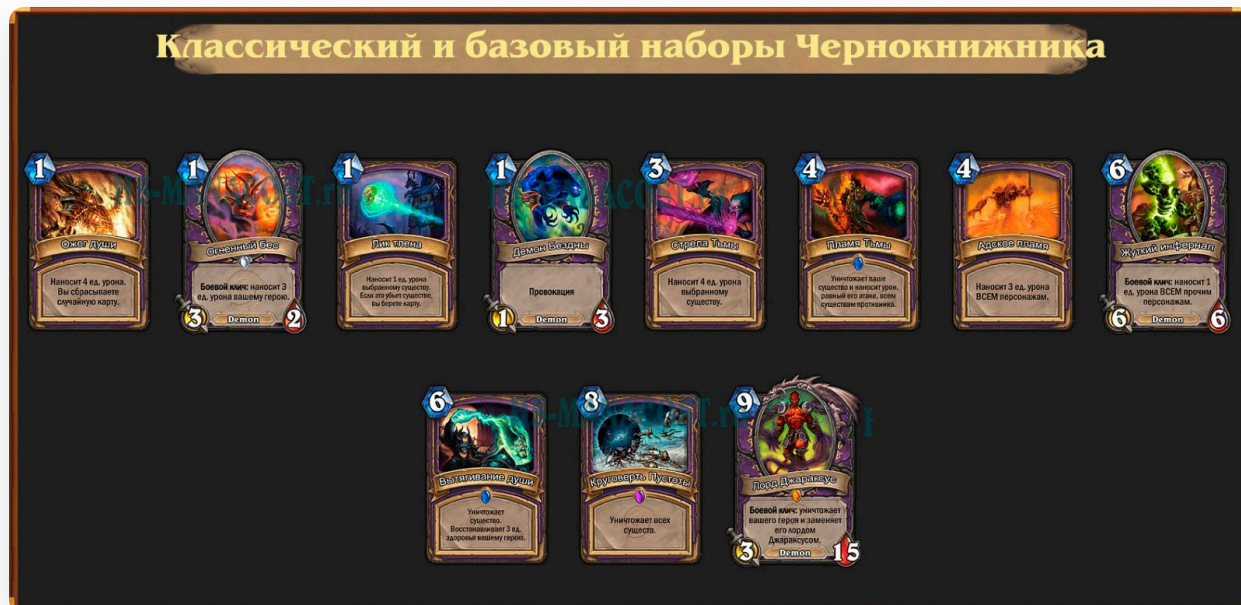 Классический и базовый наборы Чернокнижника
1
1
1
1
3
4
4
6
Ожог души
Огненный бес
Лик тлена
Демон Бездны
Стрела Тьмы
Пламя Тьмы
Адское пламя
Жуткий инфернал
Наносит 4 ед. урона.
Вы сбрасываете
случайную карту.
Боевой клич: наносит 3
ед. урона вашему герою.
3
Demon
2
Наносит 1 ед. урона
выбранному существу.
Если это убьет существо,
вы берете карту.
Провокация
1
Demon
3
Наносит 4 ед. урона
выбранному
существу.
Уничтожает ваше
существо и наносит урон,
равный его атаке, всем
существам противника.
Наносит 3 ед. урона
ВСЕМ персонажам.
Боевой клич: наносит 1
ед. урона ВСЕМ прочим
персонажам.
6
Demon
6
6
8
9
Вытягивание души
Круговерть Пустоты
Лорд Джараксус
Уничтожает
существо.
Восстанавливает 3 ед.
здоровья вашему герою.
Уничтожает всех
существ.
Боевой клич: уничтожает
вашего героя и заменяет
его лордом
Джараксусом.
3
Demon
15